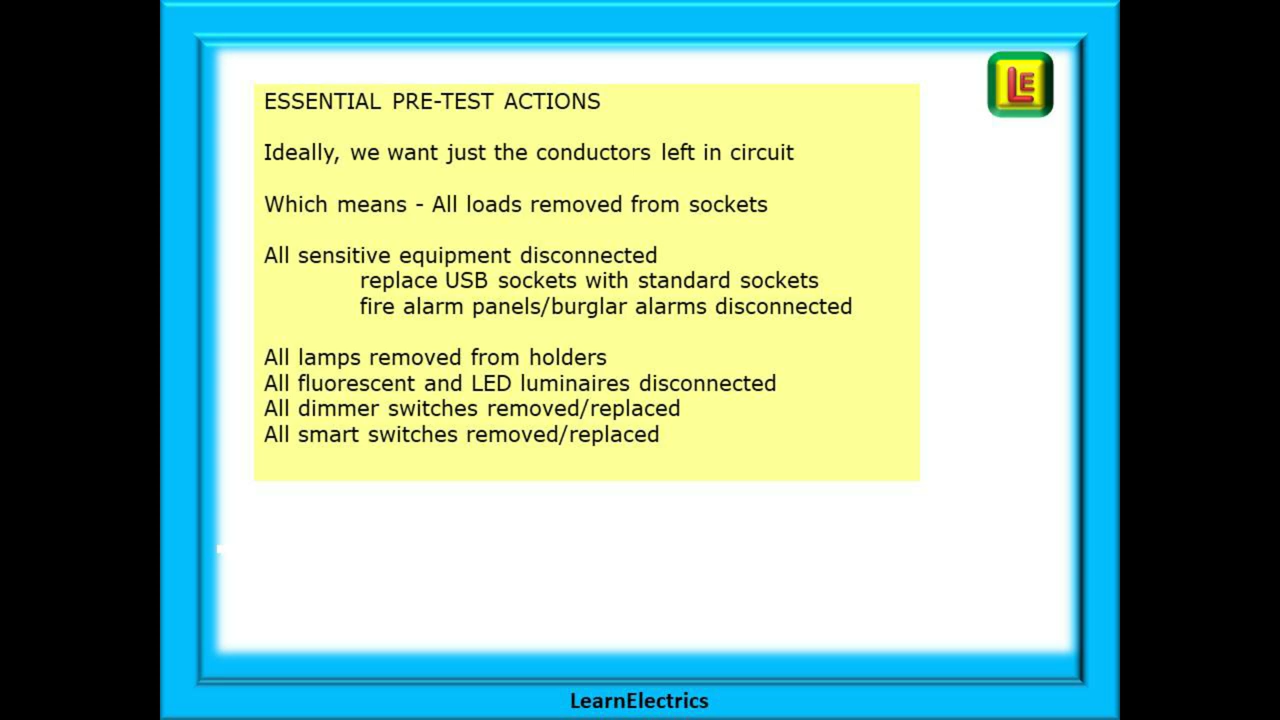 LE
ESSENTIAL PRE-TEST ACTIONS
Ideally, we want just the conductors left in circuit
Which means - All loads removed from sockets
All sensitive equipment disconnected
replace USB sockets with standard sockets
fire alarm panels/burglar alarms disconnected
All lamps removed from holders
All fluorescent and LED luminaires disconnected
All dimmer switches removed/replaced
All smart switches removed/replaced
LearnElectrics